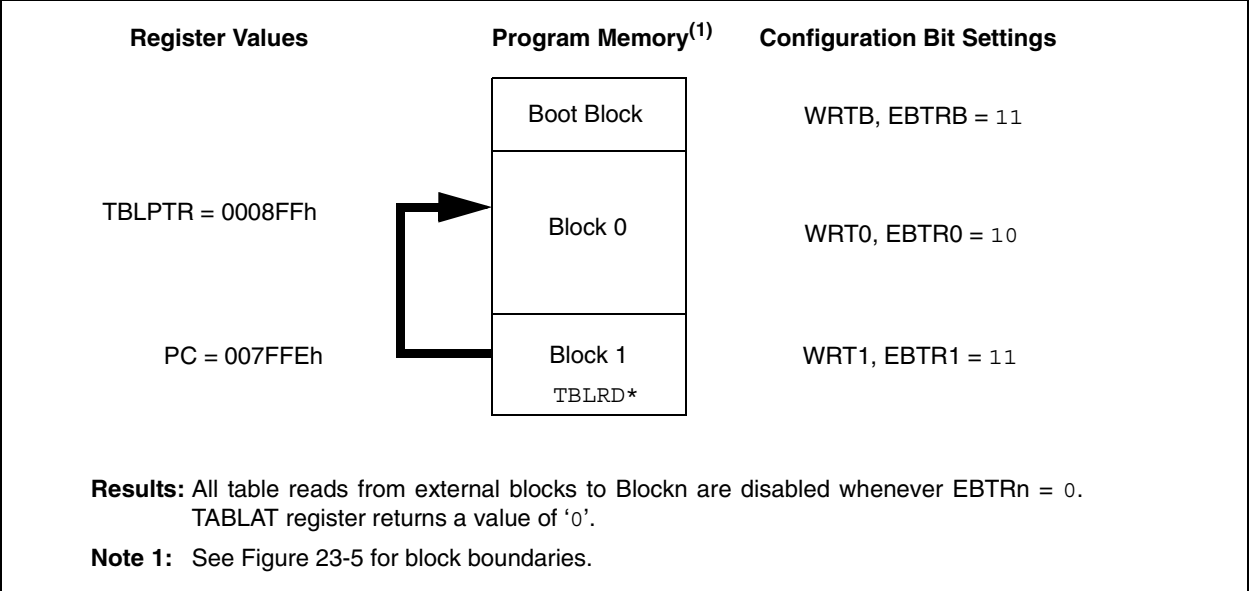 Register Values Program Memory(1) Configuration Bit Settings
Boot Block WRTB, EBTRB = 11
TBLPTR = 0008FFh
Block 0 WRT0, EBTR0 = 10
PC = 007FFEh Block 1 WRT1, EBTR1 = 11
TBLRD*
Results: All table reads from external blocks to Blockn are disabled whenever EBTRn = 0.
TABLAT register returns a value of ‘0’.
Note 1: See Figure 23-5 for block boundaries.